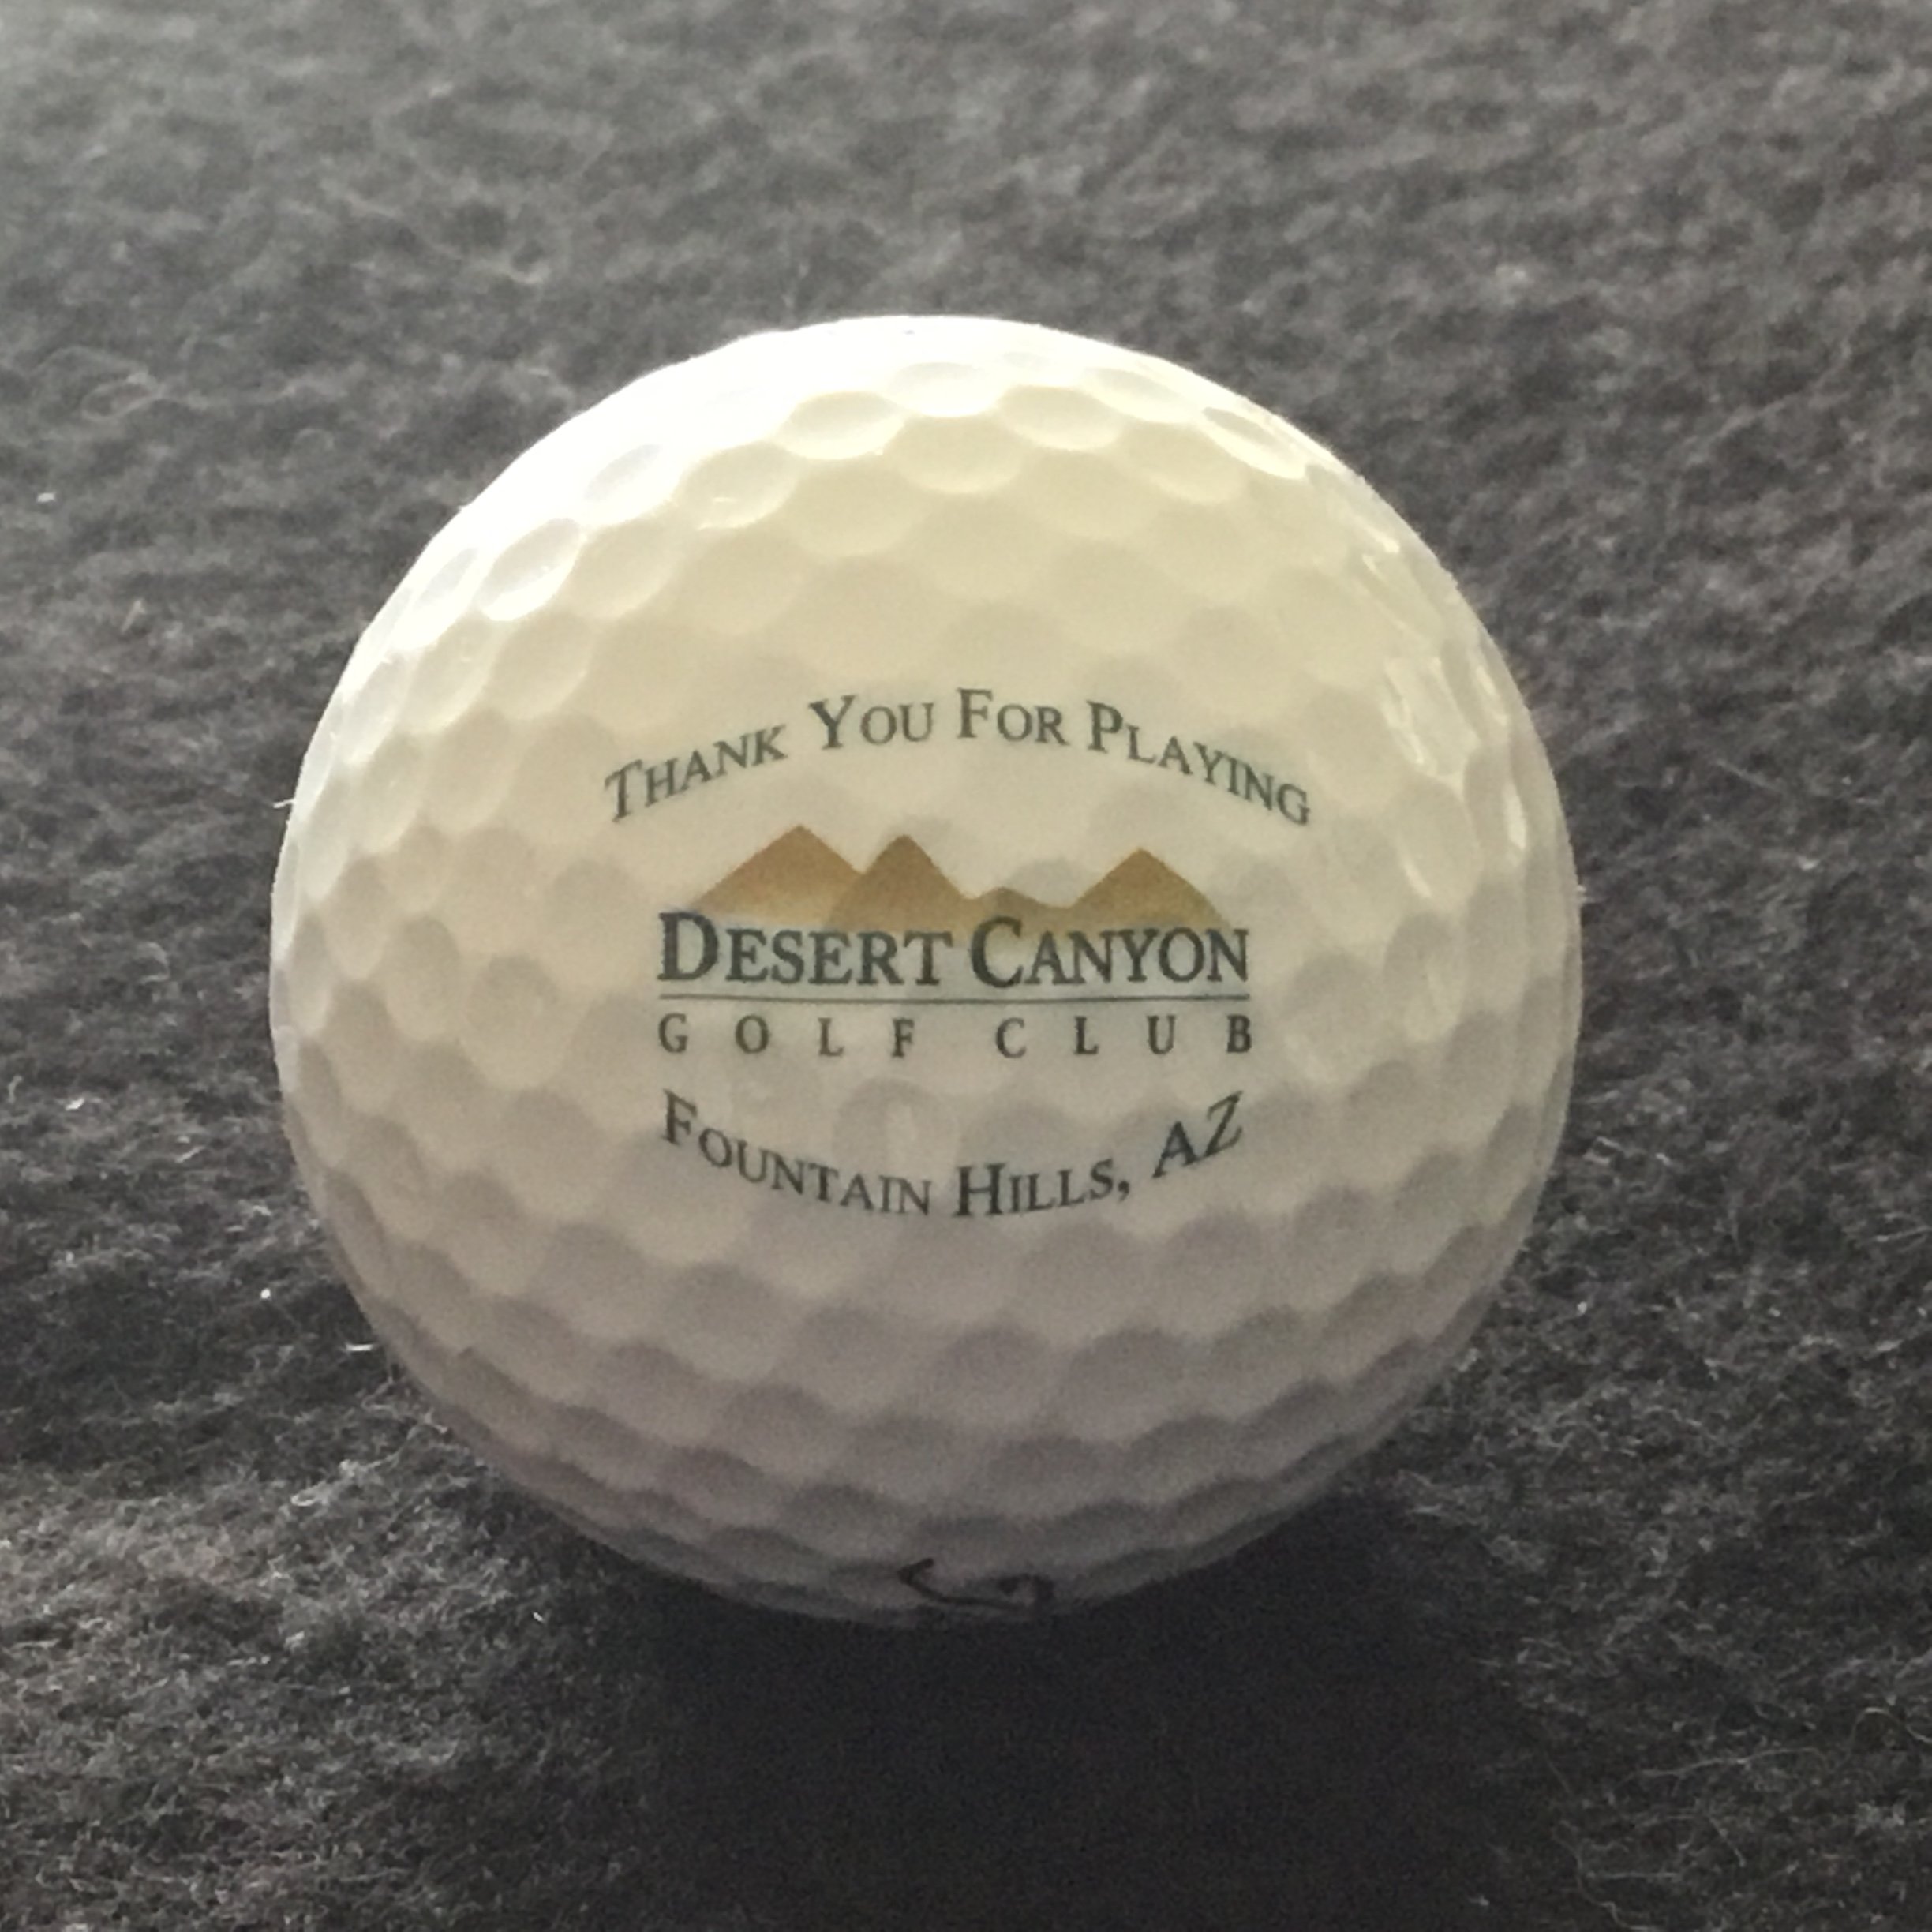 THANK YOU FOR PLAYING
DESERT CANYON
GOLF CLUB
FOUNTAIN HILLS, AZ